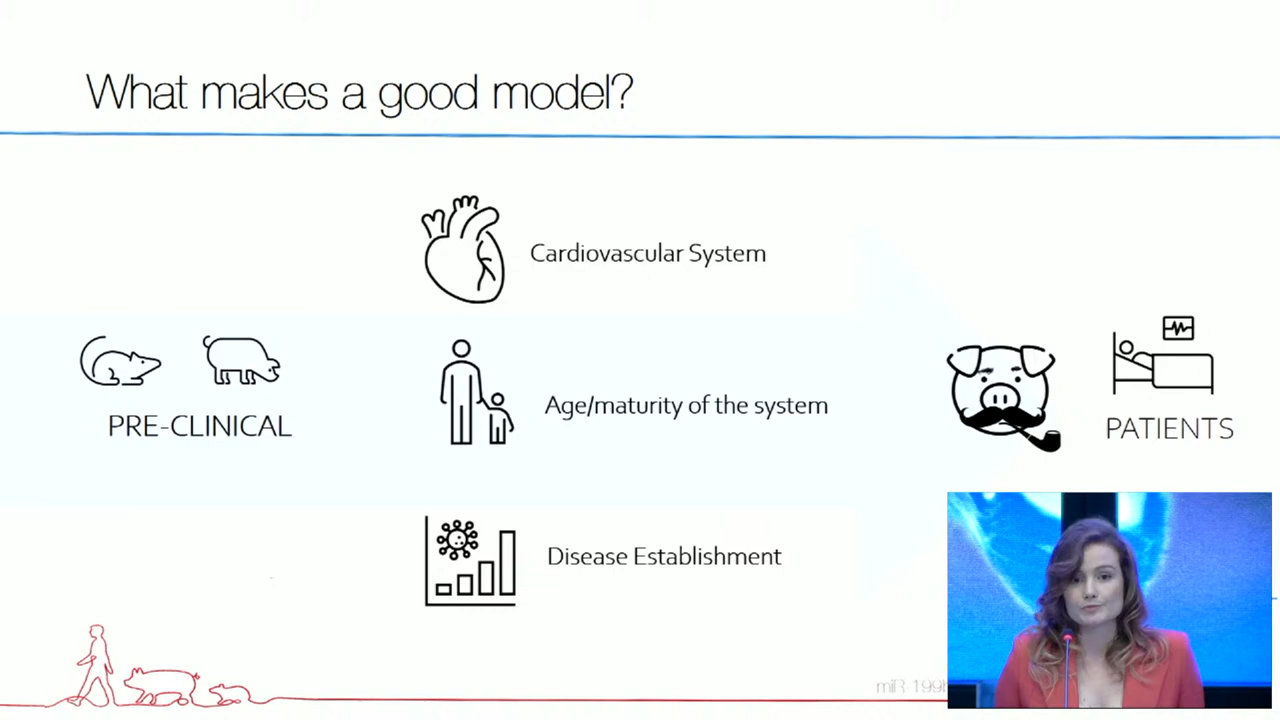 What makes a good model?
Cardiovascular System
PRE-CLINICAL
Age/maturity of the system
PATIENTS
Disease Establishment